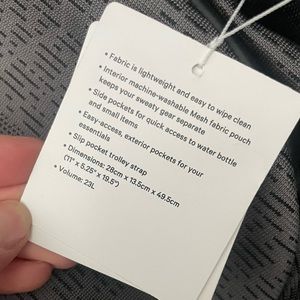 • Fabric is lightweight and easy to wipe clean
• Interior machine-washable Mesh fabric pouch
keeps your sweaty gear separate
• Side pockets for quick access to water bottle
and small items
• Easy-access, exterior pockets for your
essentials
• Slip pocket trolley strap
• Dimensions: 28cm x 13.5cm x 49.5cm
(11" x 5.25" x 19.5")
• Volume: 23L